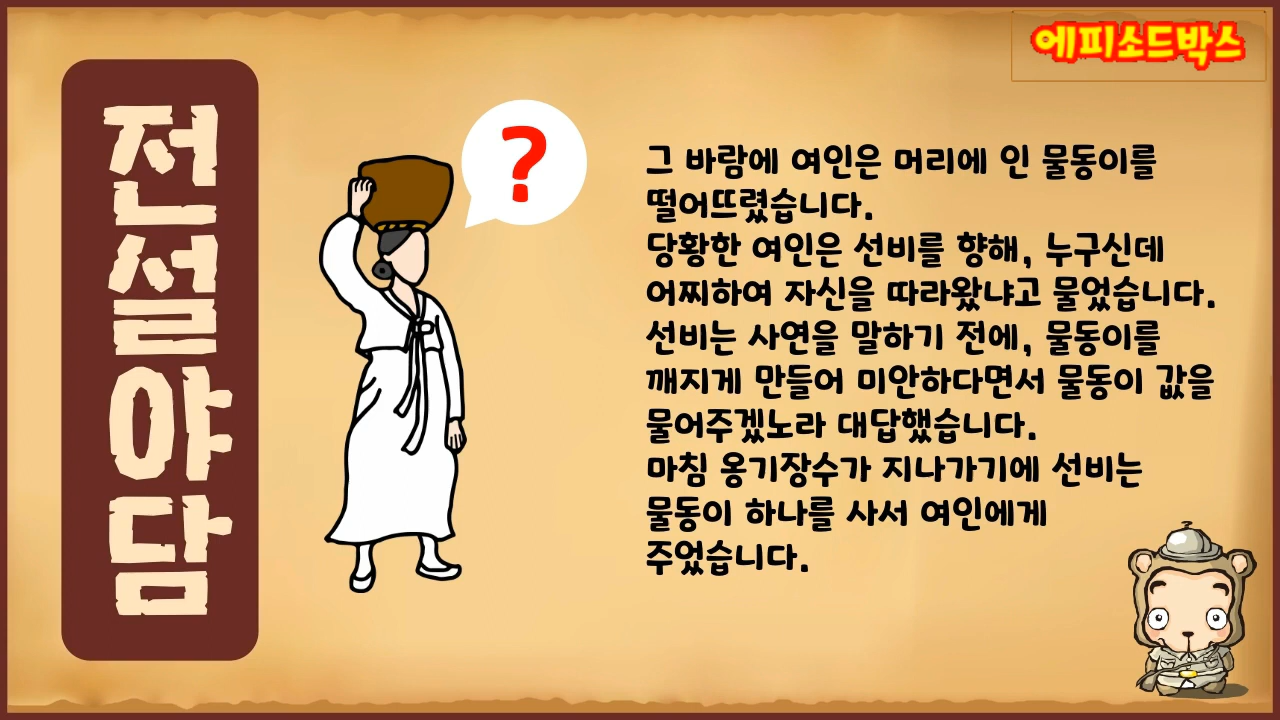 에피소드박스
전설야담
?
그 바람에 여인은 머리에 인 물동이를
떨어뜨렸습니다.
당황한 여인은 선비를 향해, 누구신데
어찌하여 자신을 따라왔냐고 물었습니다.
선비는 사연을 말하기 전에, 물동이를
깨지게 만들어 미안하다면서 물동이 값을
물어주겠노라 대답했습니다.
마침 옹기장수가 지나가기에 선비는
물동이 하나를 사서 여인에게
주었습니다.